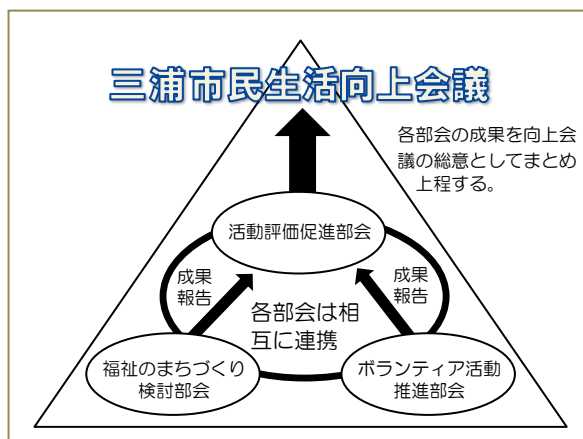 三浦市民生活向上会議
各部会の成果を向上会
議の総意としてまとめ
上程する。
活動評価促進部会
成果
報告
成果
報告
各部会は相
互に連携
福祉のまちづくり
検討部会
ボランティア活動
推進部会